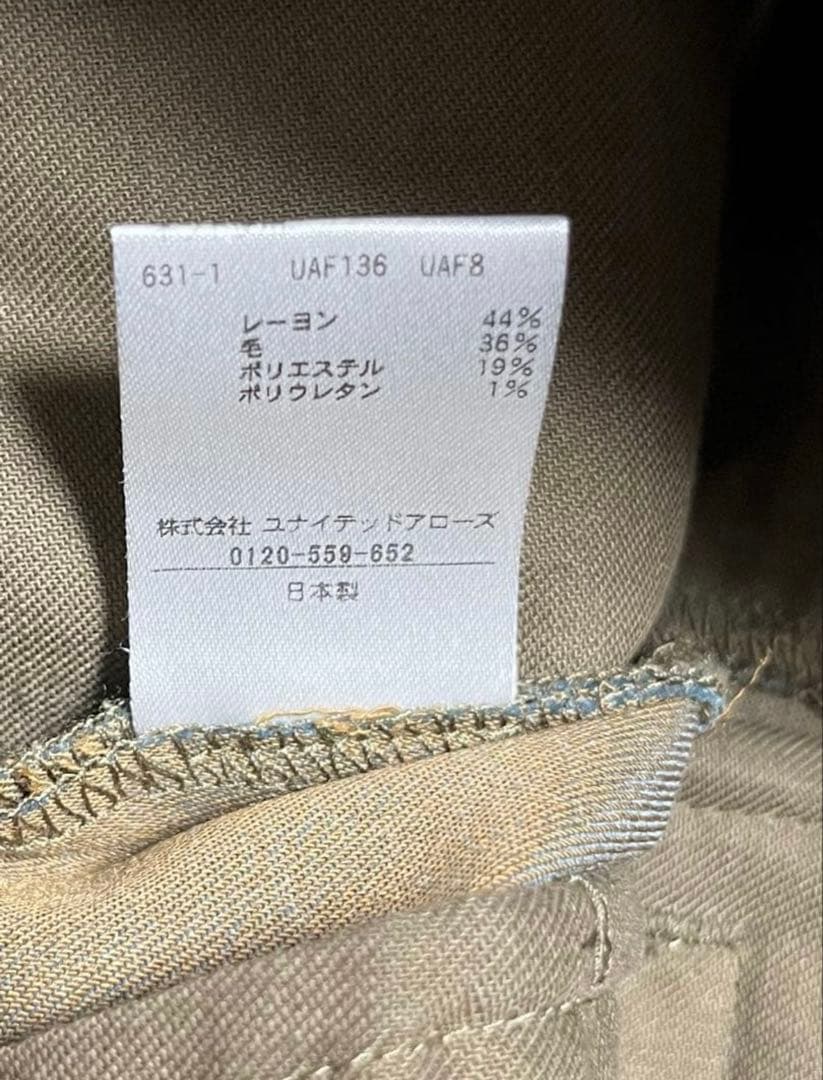 631-1 UAF136 UAF8
レーヨン 44%
毛 36%
ポリエステル 19%
ポリウレタン 1%
株式会社 ユナイテッドアローズ
0120-559-652
日本製